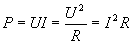 P = UI = U²/R = I²R